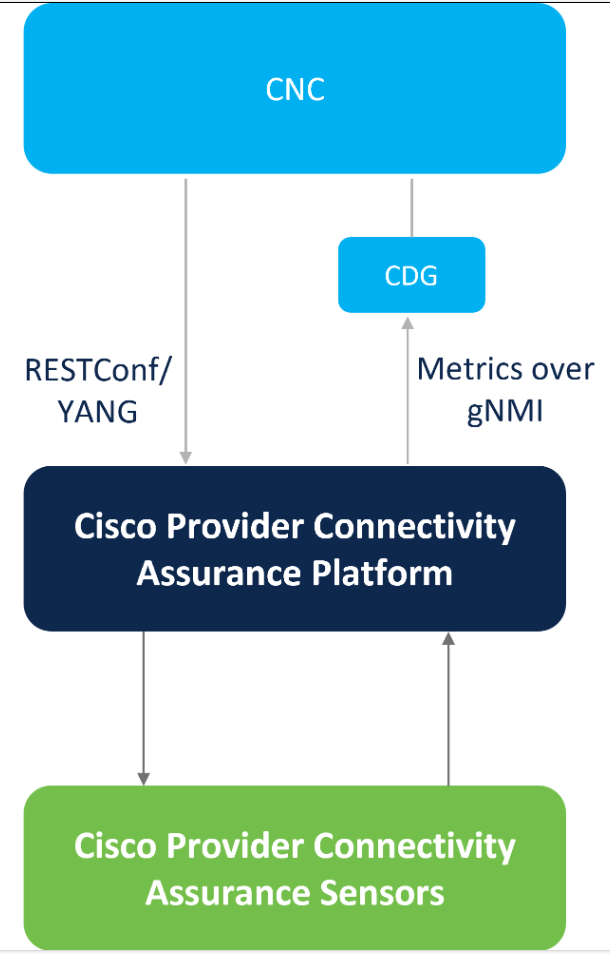 CNC
CDG
RESTConf/
YANG
Metrics over
gNMI
Cisco Provider Connectivity
Assurance Platform
Cisco Provider Connectivity
Assurance Sensors